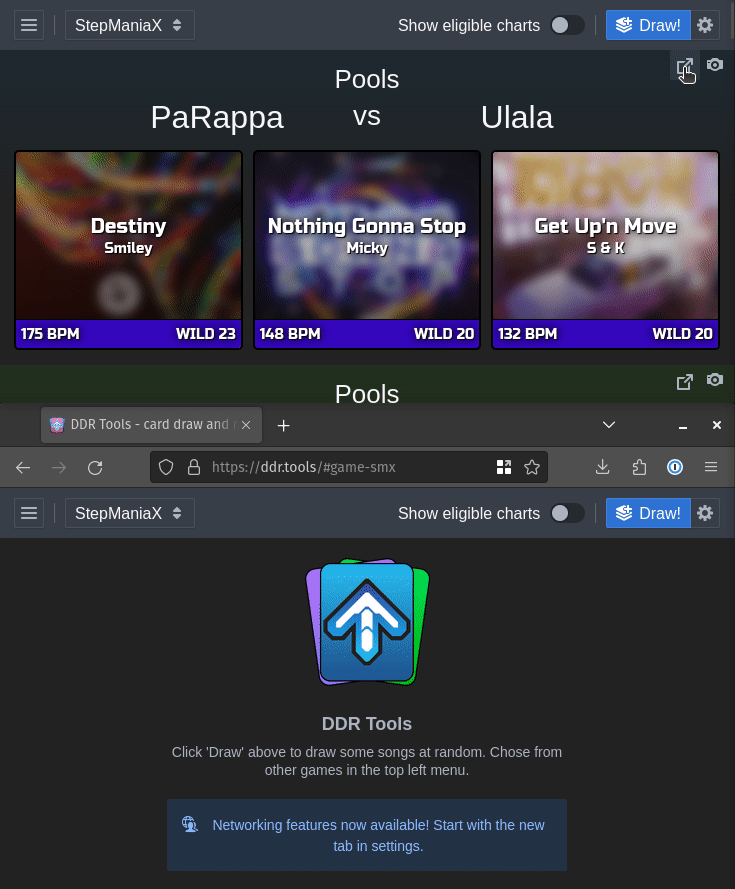 StepManiaX
Show eligible charts
Draw!
Pools
PaRappa vs Ulala
Destiny
Smiley
175 BPM WILD 23
Nothing Gonna Stop
Micky
148 BPM WILD 20
Get Up'n Move
S & K
132 BPM WILD 20
Pools
DDR Tools - card draw and
https://ddr.tools/#game-smx
StepManiaX
Show eligible charts
Draw!
DDR Tools
Click 'Draw' above to draw some songs at random. Chose from
other games in the top left menu.
Networking features now available! Start with the new
tab in settings.